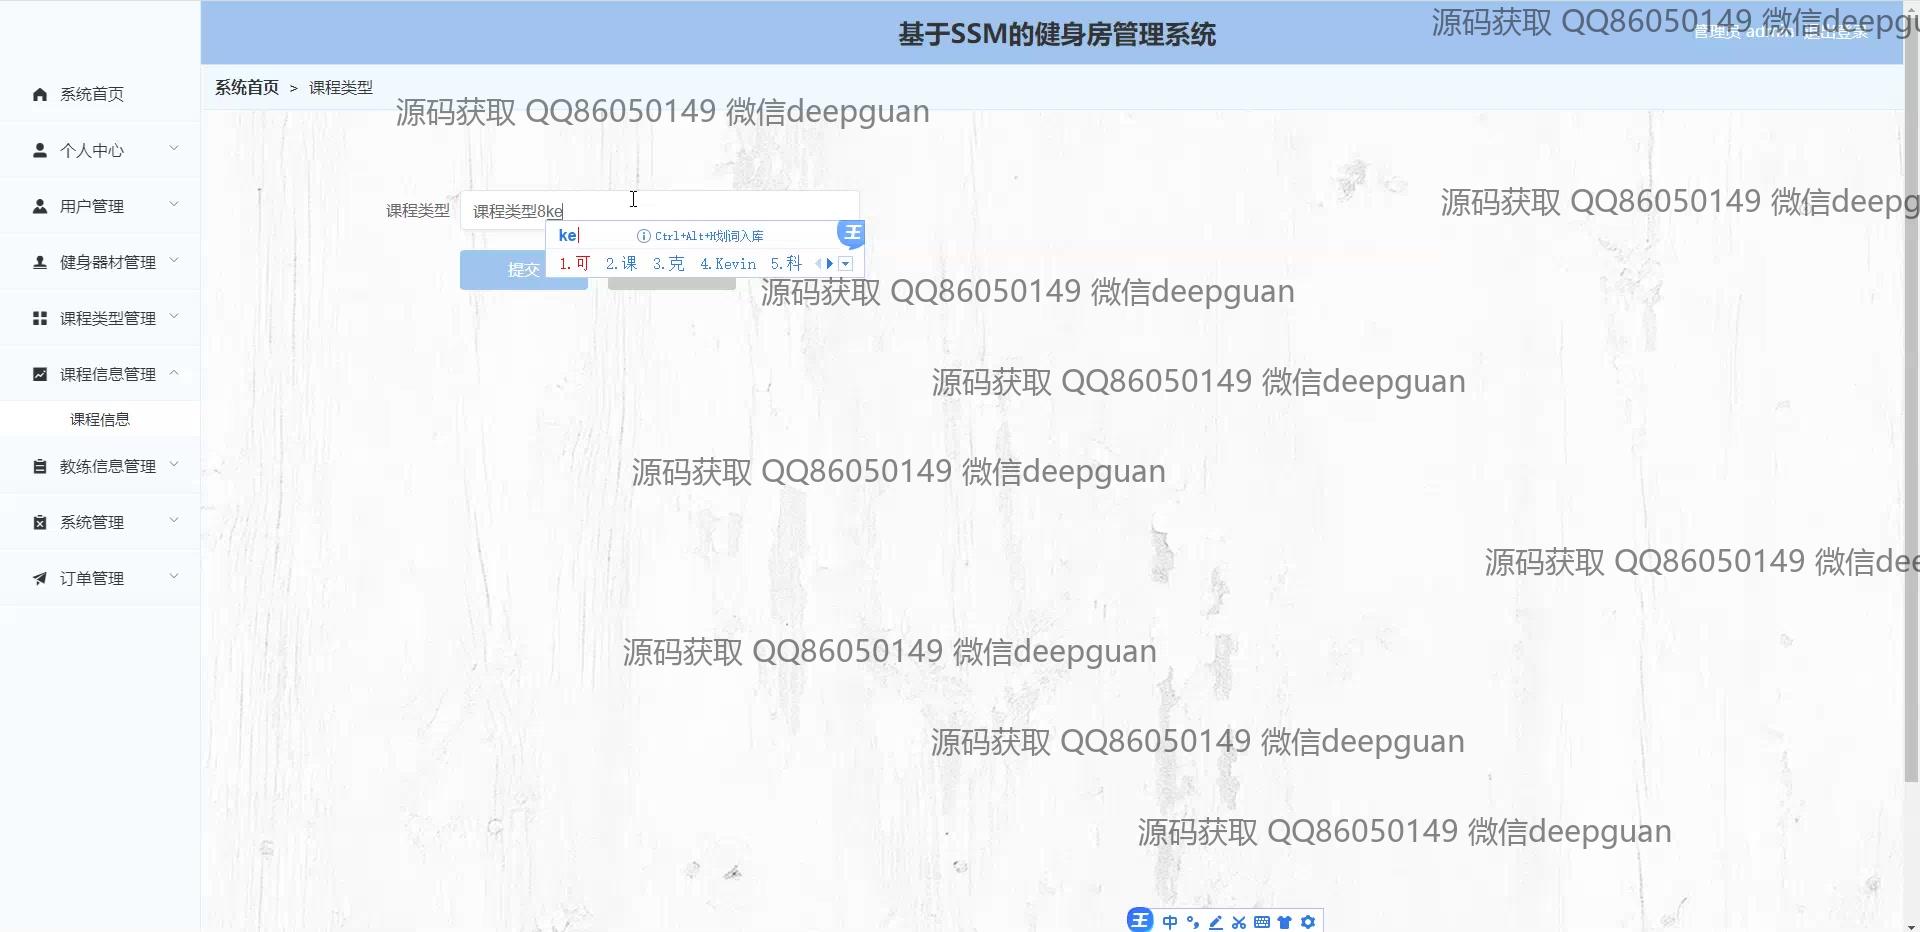 基于SSM的健身房管理系统
源码获取 QQ86050149 微信deepgu
管理员 admin 退出登录
系统首页 > 课程类型
源码获取 QQ86050149 微信deepguan
系统首页
个人中心
用户管理
健身器材管理
课程类型管理
课程信息管理
课程信息
教练信息管理
系统管理
订单管理
源码获取 QQ86050149 微信deepg
课程类型 课程类型8ke
ke Ctrl+Alt+H划词入库
王
1.可 2.课 3.克 4.Kevin 5.科
提交
源码获取 QQ86050149 微信deepguan
源码获取 QQ86050149 微信deepguan
源码获取 QQ86050149 微信deepguan
源码获取 QQ86050149 微信dee
源码获取 QQ86050149 微信deepguan
源码获取 QQ86050149 微信deepguan
源码获取 QQ86050149 微信deepguan
王 中